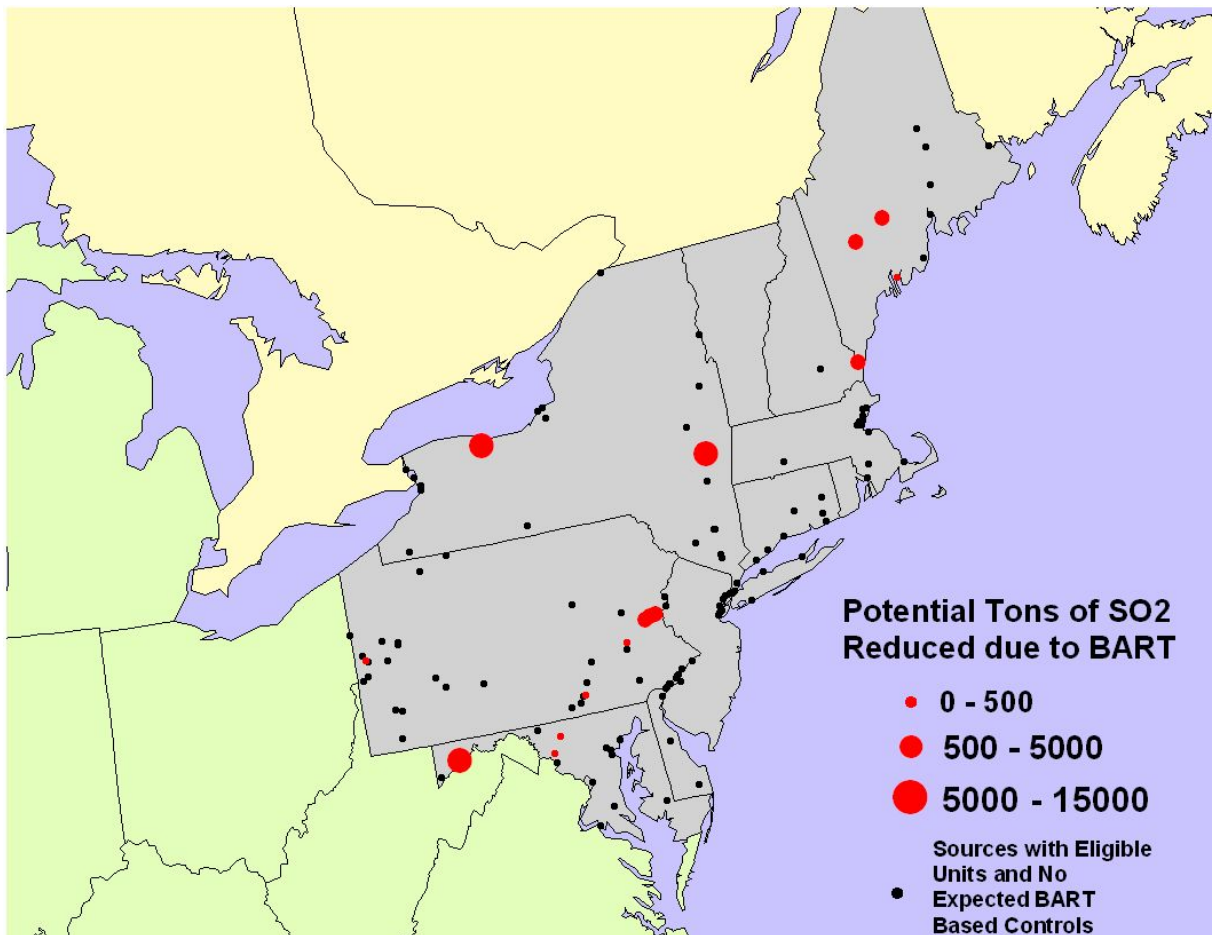 Potential Tons of SO2
Reduced due to BART
0 - 500
500 - 5000
5000 - 15000
Sources with Eligible
Units and No
Expected BART
Based Controls